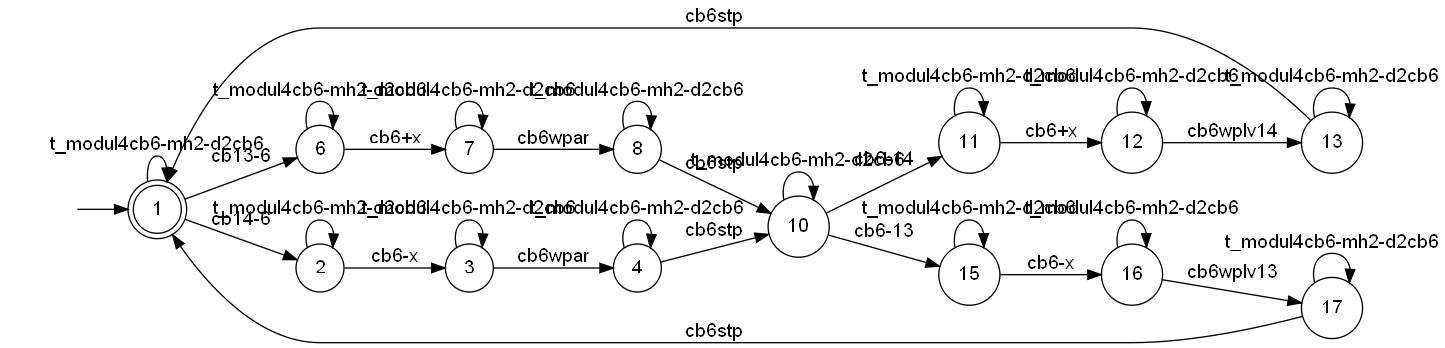 cb6stp
t_modul4cb6-mh2-d2cb6
t_modul4cb6-mh2-d2cb6
t_modul4cb6-mh2-d2cb6
t_modul4cb6-mh2-d2cb6
t_modul4cb6-mh2-d2cb6
t_modul4cb6-mh2-d2cb6
t_modul4cb6-mh2-d2cb6
cb13-6
6
cb6+x
7
cb6wpar
8
cb6stp
t_modul4cb6-mh2-d2cb6
cb6-14
11
cb6+x
12
cb6wplv14
13
1
cb14-6
t_modul4cb6-mh2-d2cb6
t_modul4cb6-mh2-d2cb6
t_modul4cb6-mh2-d2cb6
2
cb6-x
3
cb6wpar
4
cb6stp
10
cb6-13
t_modul4cb6-mh2-d2cb6
t_modul4cb6-mh2-d2cb6
t_modul4cb6-mh2-d2cb6
15
cb6-x
16
cb6wplv13
17
cb6stp